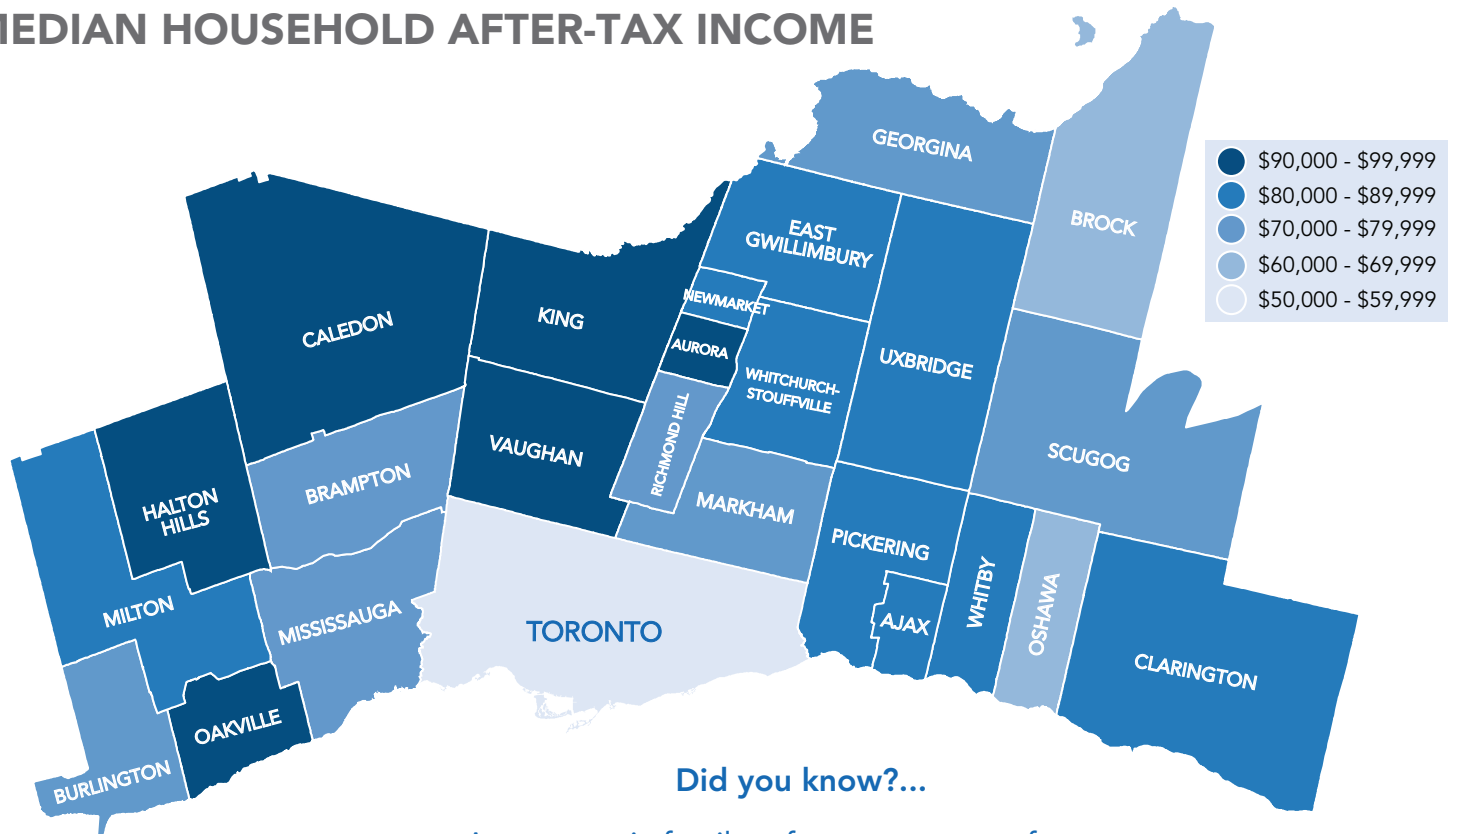 MEDIAN HOUSEHOLD AFTER-TAX INCOME
$90,000 - $99,999
$80,000 - $89,999
$70,000 - $79,999
$60,000 - $69,999
$50,000 - $59,999
GEORGINA
BROCK
EAST
GWILLIMBURY
NEWMARKET
CALEDON
KING
AURORA
UXBRIDGE
WHITCHURCH-
STOUFFVILLE
RICHMOND HILL
VAUGHAN
SCUGOG
BRAMPTON
HALTON
HILLS
MARKHAM
PICKERING
WHITBY
OSHAWA
AJAX
MILTON
MISSISSAUGA
TORONTO
CLARINGTON
OAKVILLE
BURLINGTON
Did you know?...